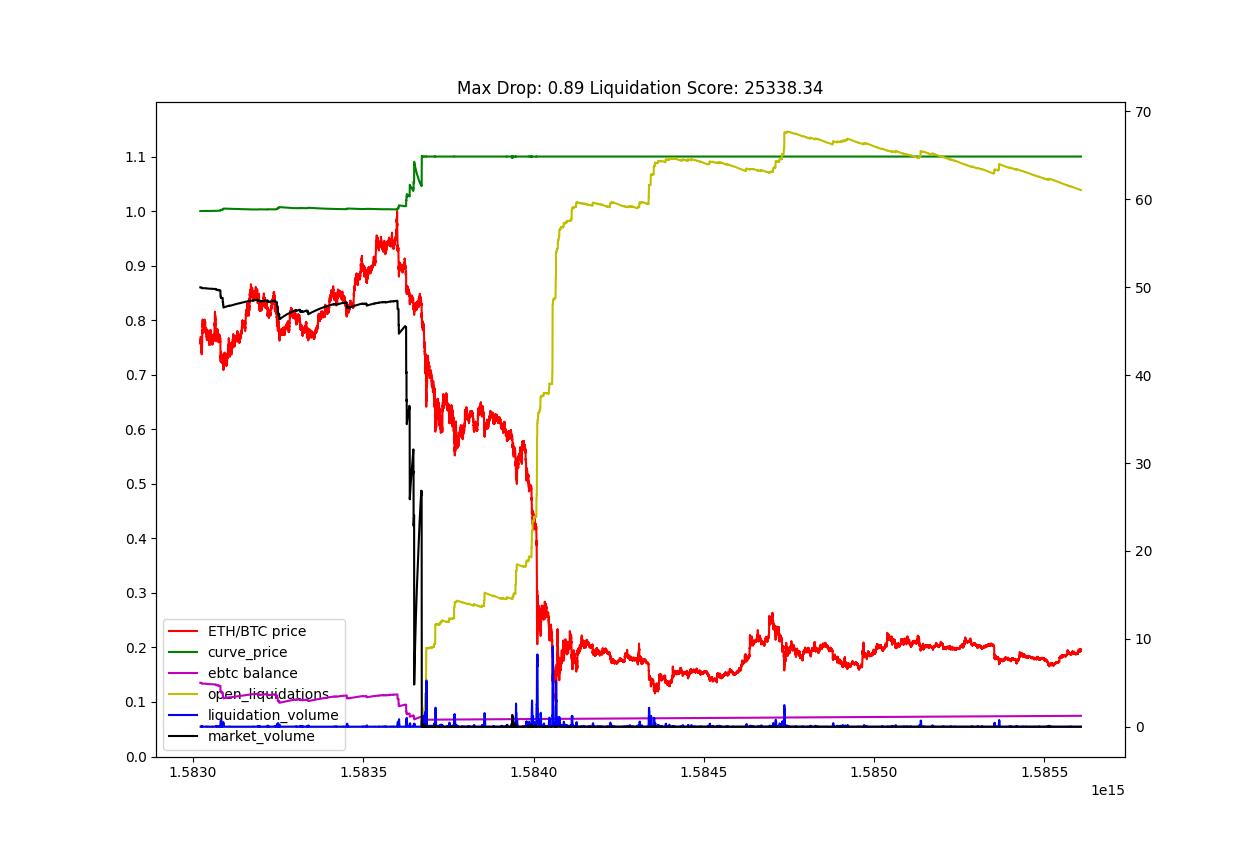 Max Drop: 0.89 Liquidation Score: 25338.34
1.1
1.0
0.9
0.8
0.7
0.6
0.5
0.4
0.3
0.2
0.1
0.0
70
60
50
40
30
20
10
0
ETH/BTC price
curve_price
ebtc balance
open_liquidations
liquidation_volume
market_volume
1.5830 1.5835 1.5840 1.5845 1.5850 1.5855
1e15